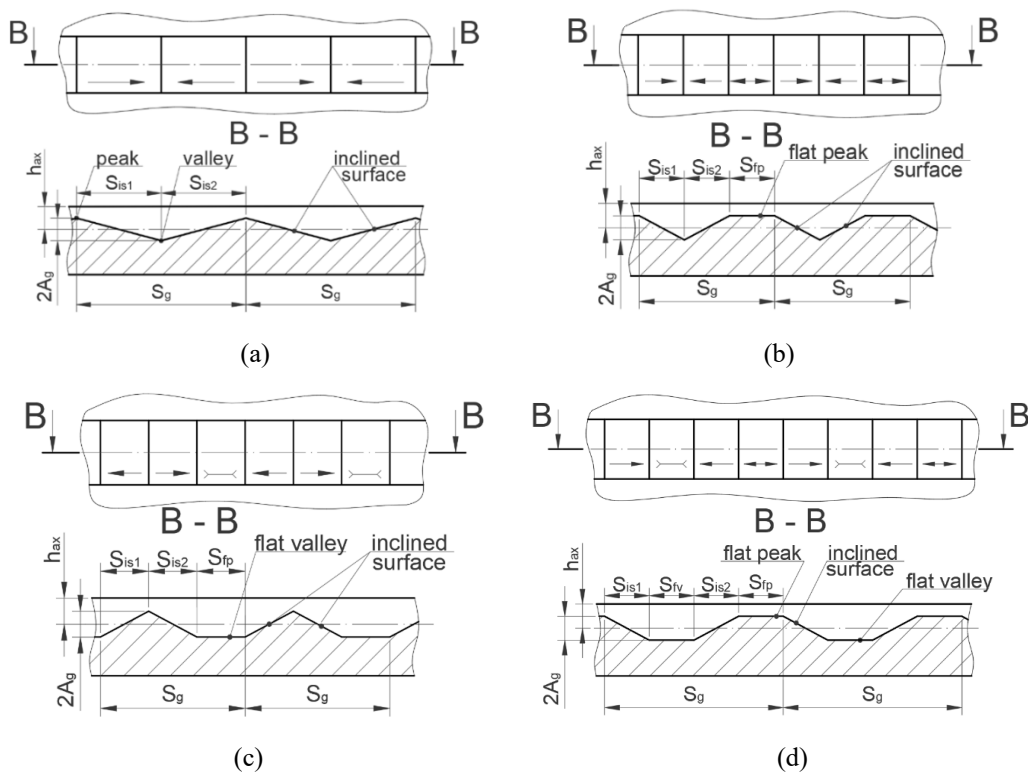 B B
B - B
peak valley inclined surface
hax Sis1 Sis2
2Ag
Sg Sg
(a)
B B
B - B
flat peak inclined surface
hax Sis1 Sis2 Sfp
2Ag
Sg Sg
(b)
B B
B - B
flat valley inclined surface
hax Sis1 Sis2 Sfp
2Ag
Sg Sg
(c)
B B
B - B
flat peak inclined surface
flat valley
hax Sis1 Sfv Sis2 Sfp
2Ag
Sg Sg
(d)